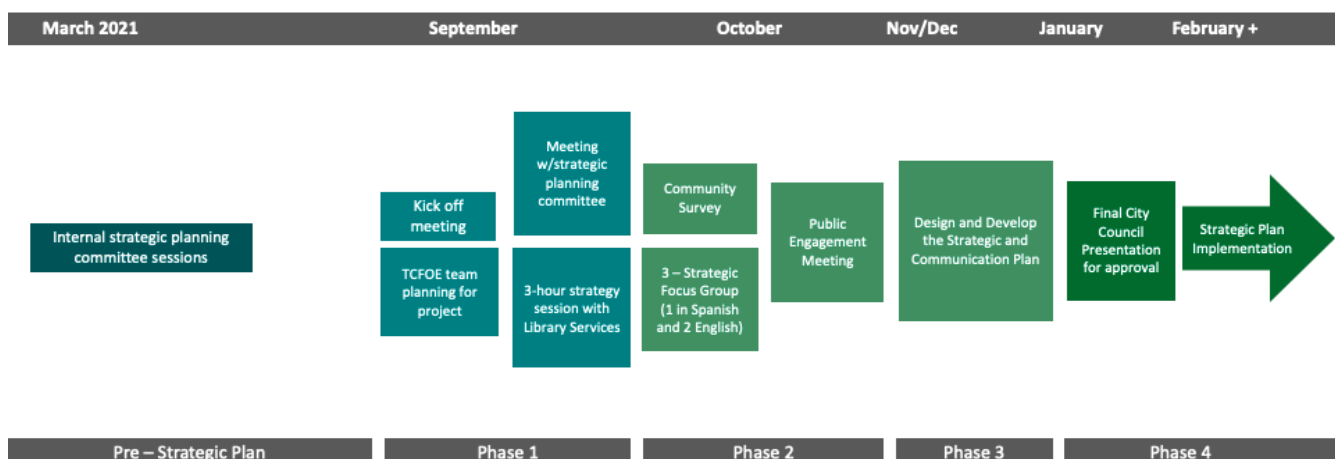 March 2021
September
October
Nov/Dec
January
February +
Internal strategic planning
committee sessions
Kick off
meeting
TCFOE team
planning for
project
Meeting
w/strategic
planning
committee
3-hour strategy
session with
Library Services
Community
Survey
3 – Strategic
Focus Group
(1 in Spanish
and 2 English)
Public
Engagement
Meeting
Design and Develop
the Strategic and
Communication Plan
Final City
Council
Presentation
for approval
Strategic Plan
Implementation
Pre – Strategic Plan
Phase 1
Phase 2
Phase 3
Phase 4